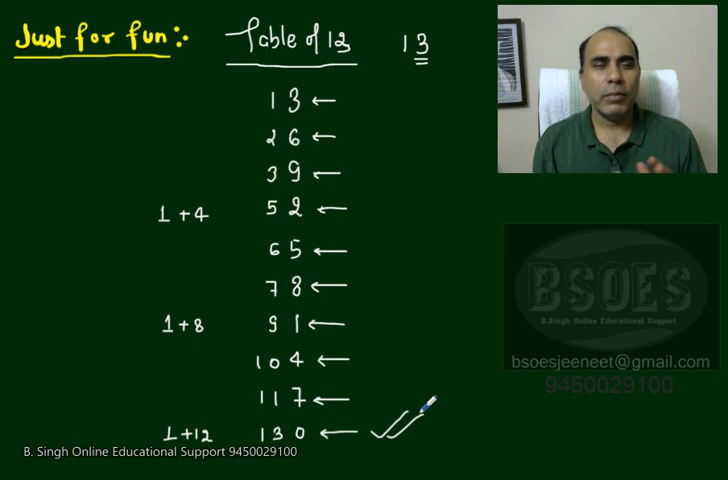 Just for fun :-
Table of 13
13
13 ←
26 ←
39 ←
1+4 52 ←
65 ←
78 ←
1+8 91 ←
104 ←
117 ←
1+12 130 ←
BSOES
B.Singh Online Educational Support
bsoesjeeneet@gmail.com
9450029100
B. Singh Online Educational Support 9450029100